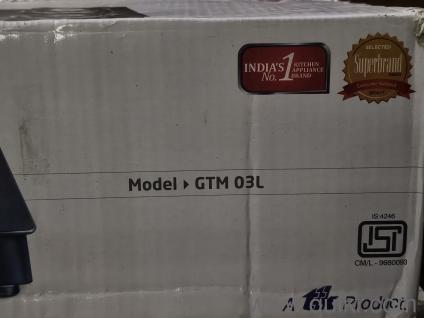 INDIA'S No. 1 KITCHEN APPLIANCE BRAND
SELECTED
Superbrand
Model ▸ GTM 03L
IS:4246
ISI
CM/L - 9680093
A ttk Product.